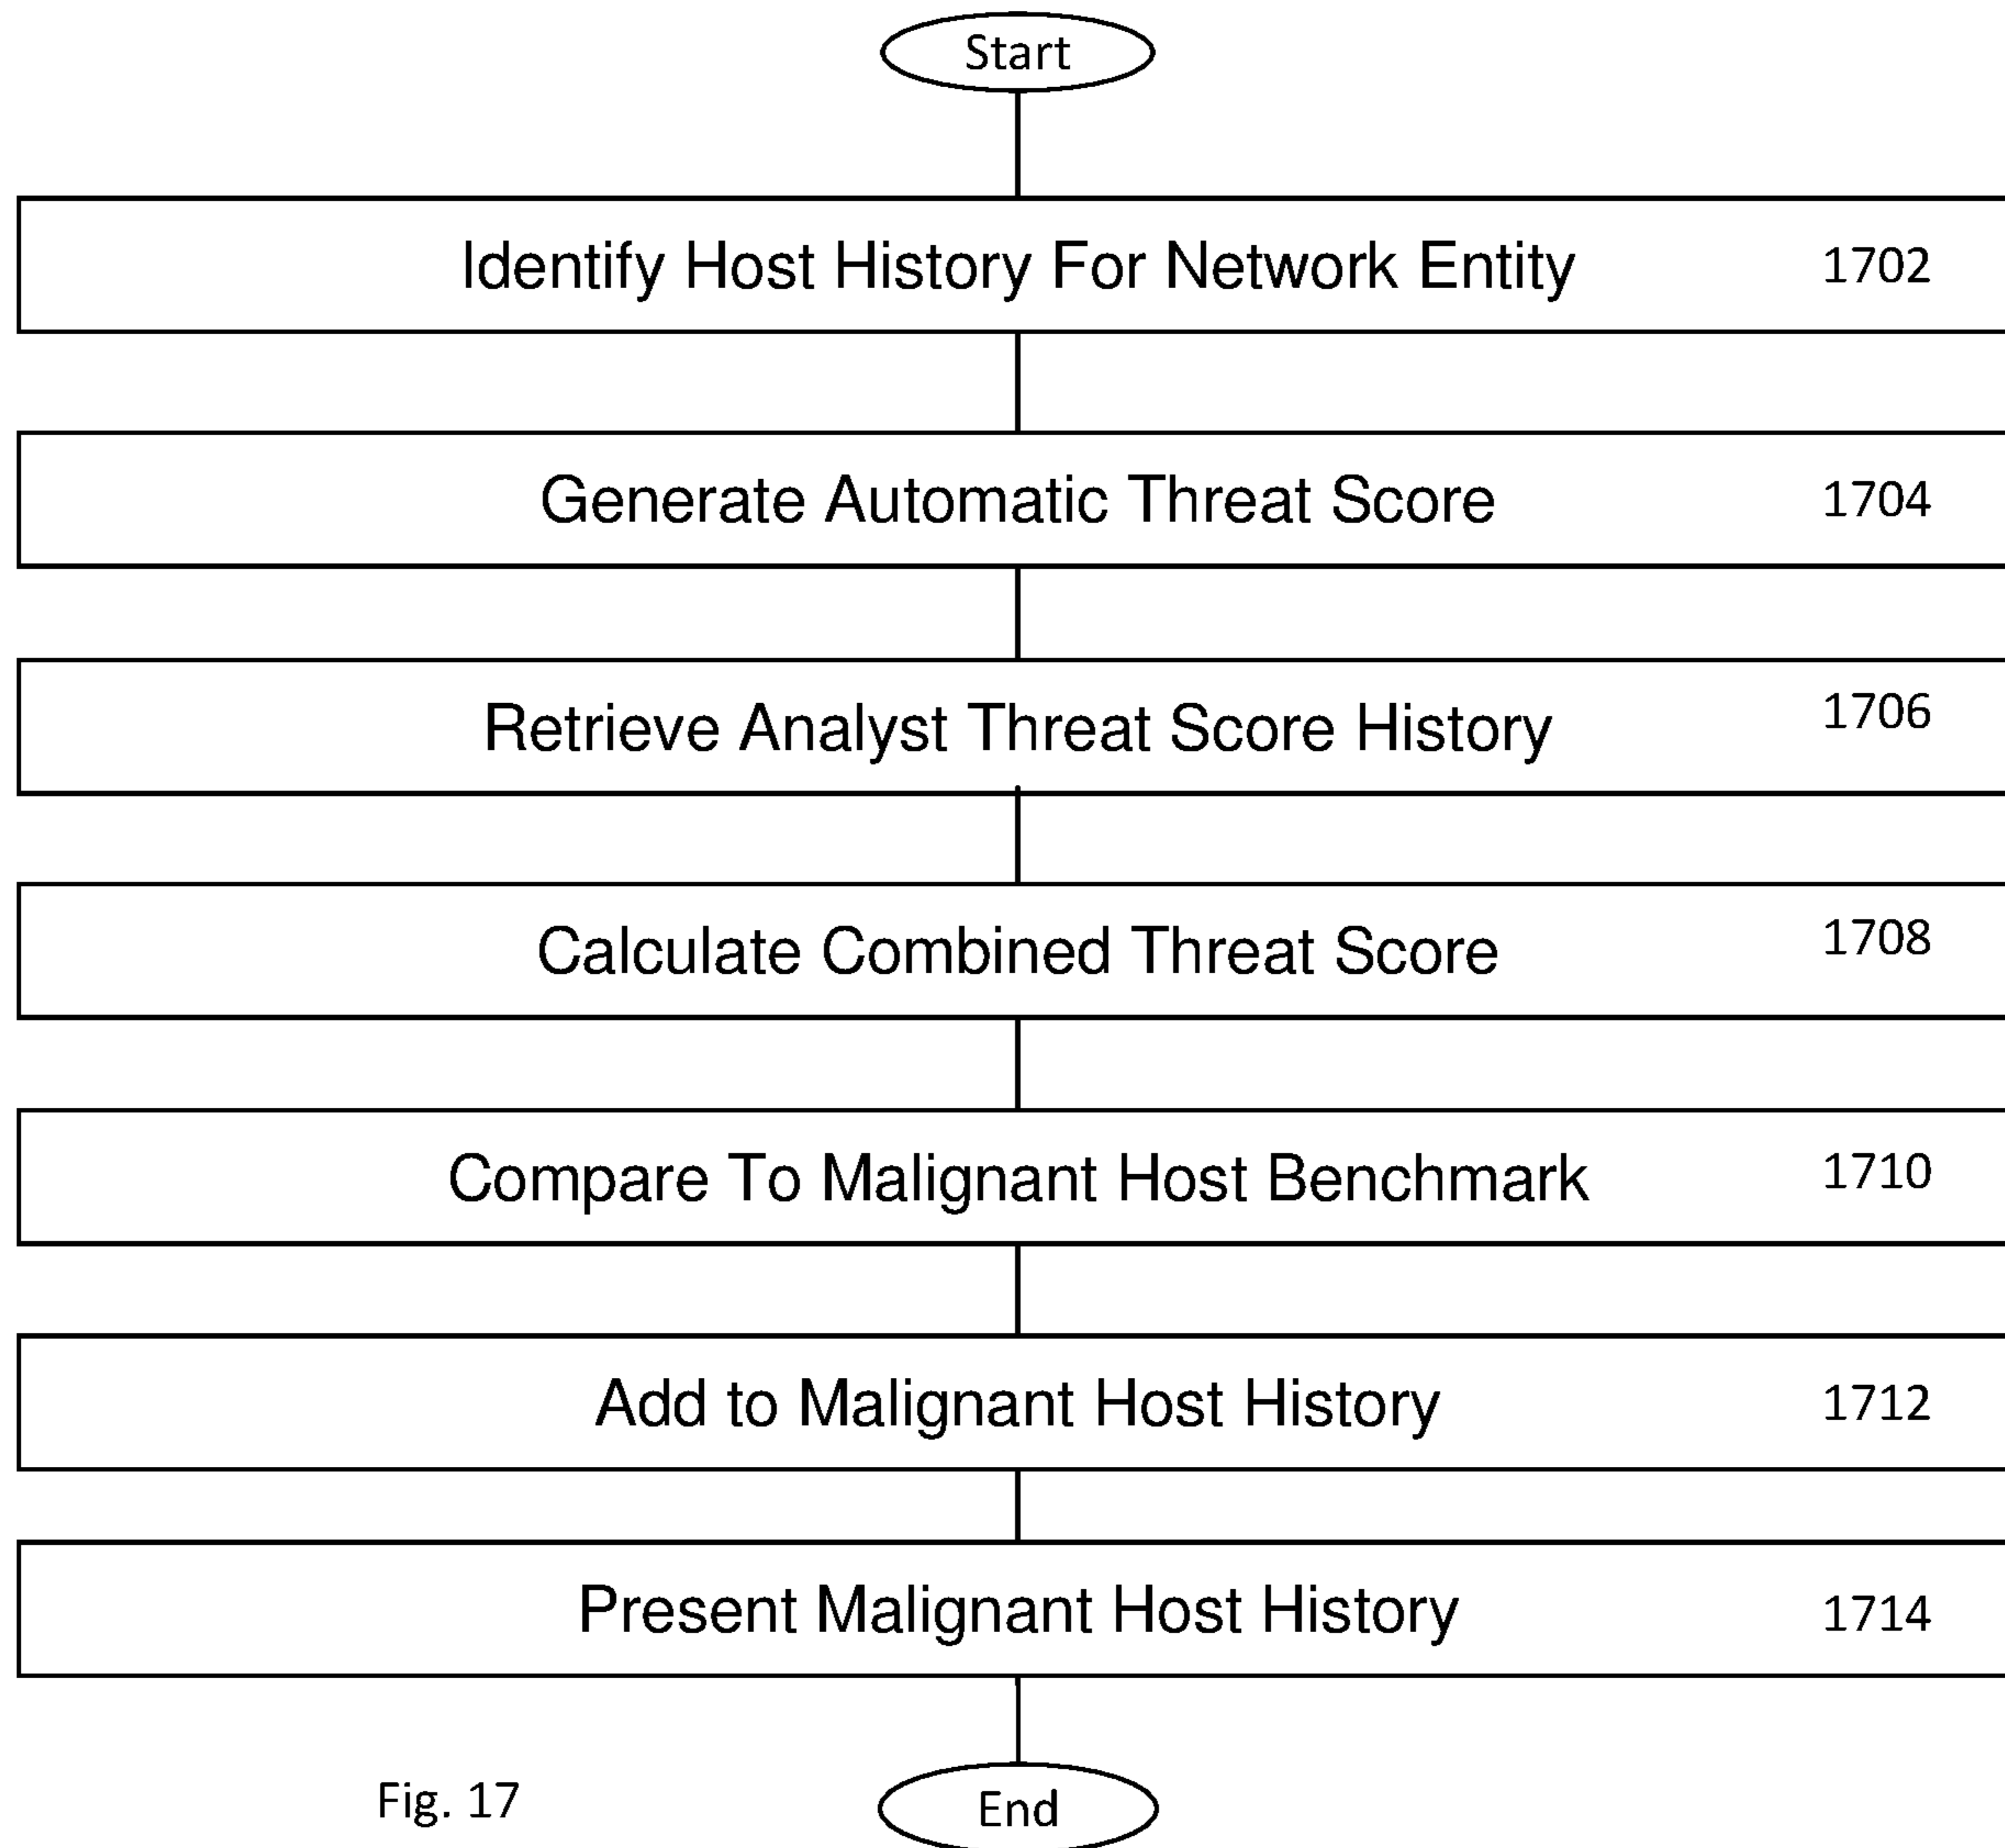 Start
Identify Host History For Network Entity 1702
Generate Automatic Threat Score 1704
Retrieve Analyst Threat Score History 1706
Calculate Combined Threat Score 1708
Compare To Malignant Host Benchmark 1710
Add to Malignant Host History 1712
Present Malignant Host History 1714
Fig. 17
End